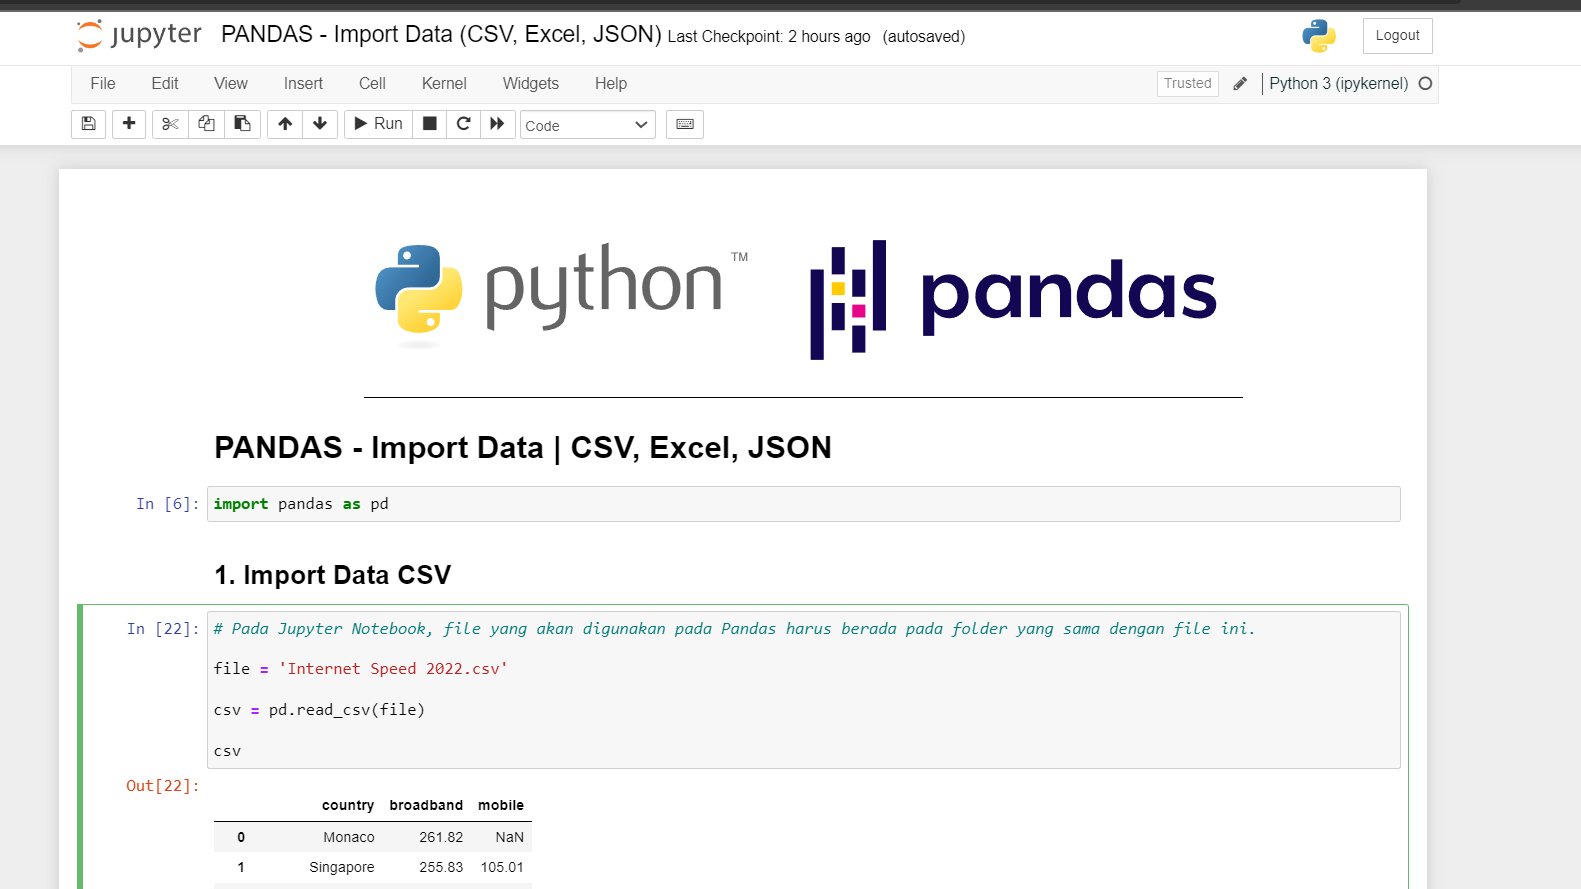 jupyter PANDAS - Import Data (CSV, Excel, JSON) Last Checkpoint: 2 hours ago (autosaved) Logout
File Edit View Insert Cell Kernel Widgets Help Trusted Python 3 (ipykernel)
Run Code
python TM pandas
PANDAS - Import Data | CSV, Excel, JSON
In [6]: import pandas as pd
1. Import Data CSV
In [22]: # Pada Jupyter Notebook, file yang akan digunakan pada Pandas harus berada pada folder yang sama dengan file ini.
file = 'Internet Speed 2022.csv'
csv = pd.read_csv(file)
csv
Out[22]:
country broadband mobile
0 Monaco 261.82 NaN
1 Singapore 255.83 105.01